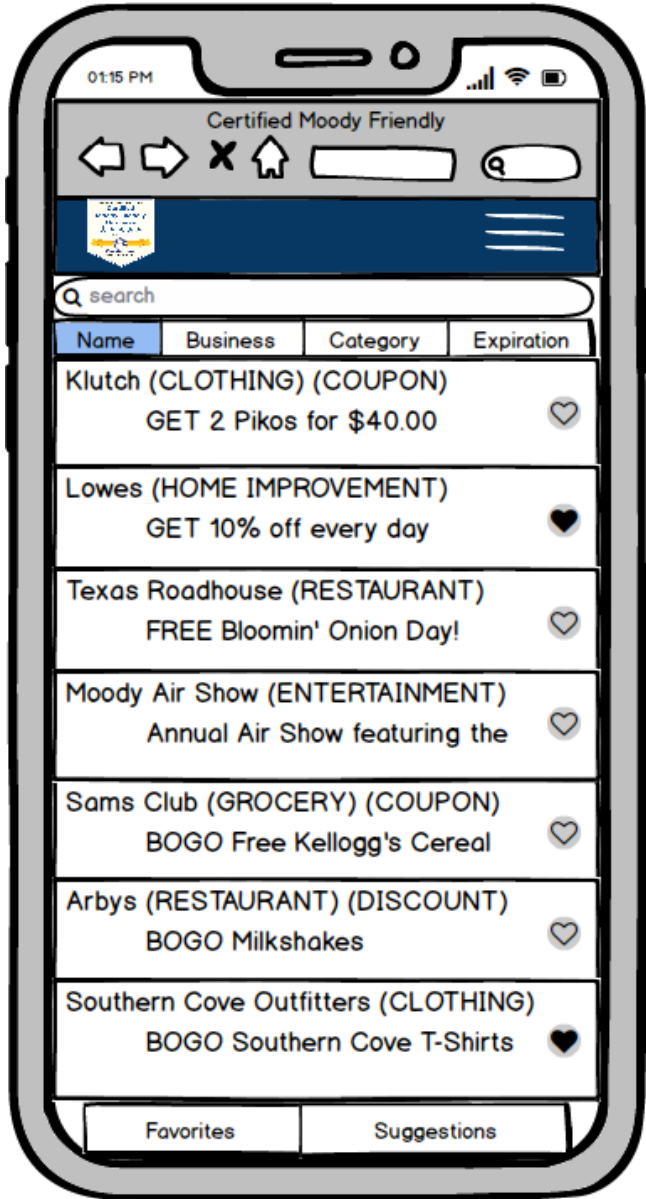 01:15 PM
Certified Moody Friendly
search
Name Business Category Expiration
Klutch (CLOTHING) (COUPON)
GET 2 Pikos for $40.00
Lowes (HOME IMPROVEMENT)
GET 10% off every day
Texas Roadhouse (RESTAURANT)
FREE Bloomin' Onion Day!
Moody Air Show (ENTERTAINMENT)
Annual Air Show featuring the
Sams Club (GROCERY) (COUPON)
BOGO Free Kellogg's Cereal
Arbys (RESTAURANT) (DISCOUNT)
BOGO Milkshakes
Southern Cove Outfitters (CLOTHING)
BOGO Southern Cove T-Shirts
Favorites Suggestions